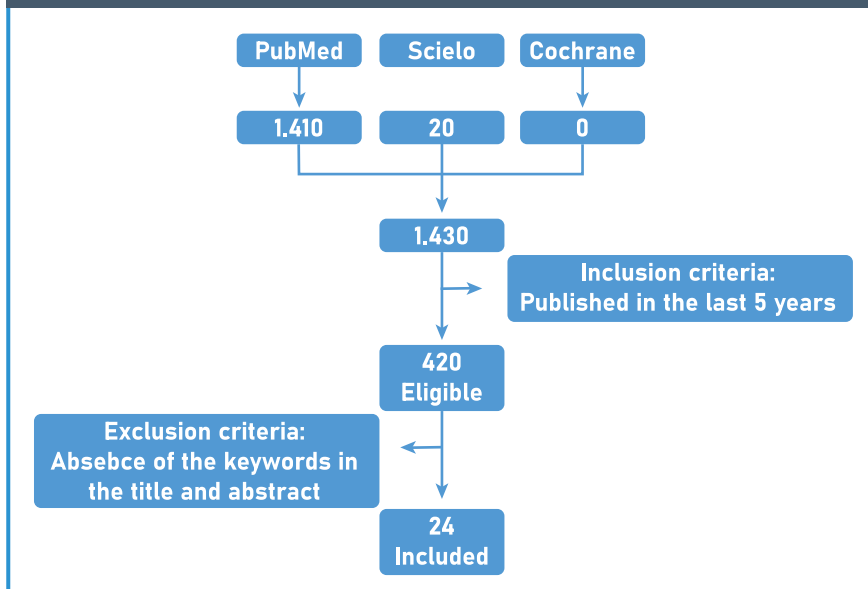 PubMed
Scielo
Cochrane
1.410
20
0
1.430
Inclusion criteria:
Published in the last 5 years
420
Eligible
Exclusion criteria:
Absebce of the keywords in
the title and abstract
24
Included